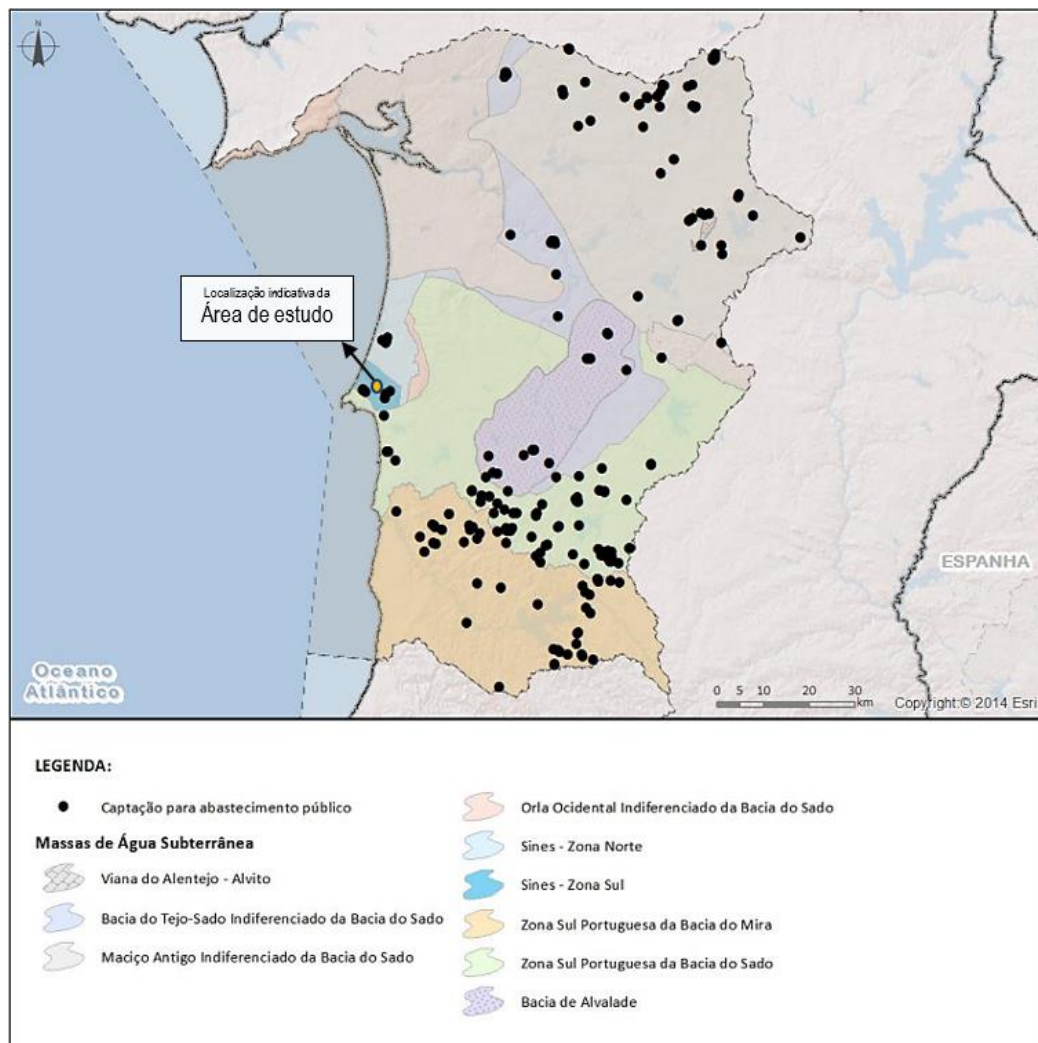 N
Localização indicativa da
Área de estudo
ESPANHA
Oceano
Atlântico
0 5 10 20 30
km
Copyright:© 2014 Esri
LEGENDA:
Captação para abastecimento público
Massas de Água Subterrânea
Viana do Alentejo - Alvito
Bacia do Tejo-Sado Indiferenciado da Bacia do Sado
Maciço Antigo Indiferenciado da Bacia do Sado
Orla Ocidental Indiferenciado da Bacia do Sado
Sines - Zona Norte
Sines - Zona Sul
Zona Sul Portuguesa da Bacia do Mira
Zona Sul Portuguesa da Bacia do Sado
Bacia de Alvalade